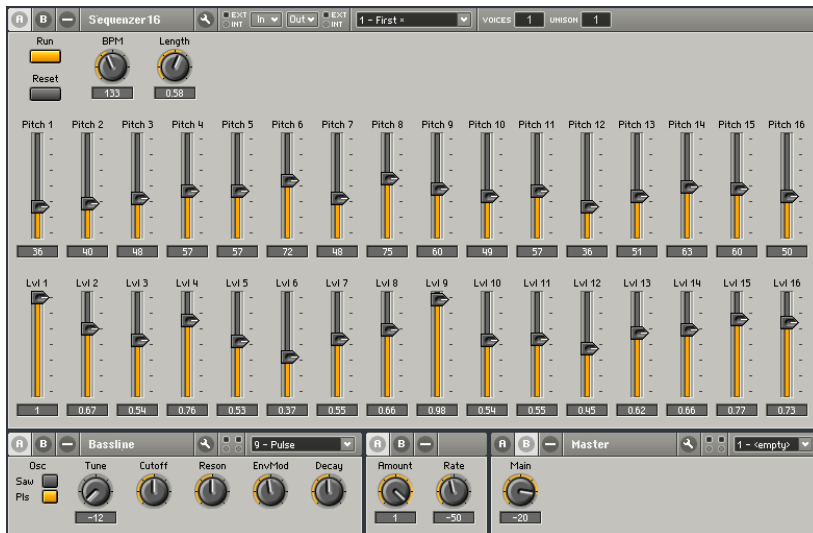 A B Sequenzer16 EXT INT In Out EXT INT 1 - First × VOICES 1 UNISON 1
Run BPM Length
Reset
133 0.58
Pitch 1 Pitch 2 Pitch 3 Pitch 4 Pitch 5 Pitch 6 Pitch 7 Pitch 8 Pitch 9 Pitch 10 Pitch 11 Pitch 12 Pitch 13 Pitch 14 Pitch 15 Pitch 16
36 40 48 57 57 72 48 75 60 49 57 36 51 63 60 50
Lvl 1 Lvl 2 Lvl 3 Lvl 4 Lvl 5 Lvl 6 Lvl 7 Lvl 8 Lvl 9 Lvl 10 Lvl 11 Lvl 12 Lvl 13 Lvl 14 Lvl 15 Lvl 16
1 0.67 0.54 0.76 0.53 0.37 0.55 0.66 0.98 0.54 0.55 0.45 0.62 0.66 0.77 0.73
A B Bassline 9 - Pulse A B A B Master 1 - <empty>
Osc Tune Cutoff Reson EnvMod Decay Amount Rate Main
Saw
Pls
-12 1 -50 -20